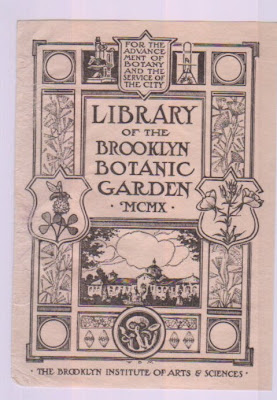 FOR THE
ADVANCE
MENT OF
BOTANY
AND THE
SERVICE OF
THE CITY
LIBRARY
OF THE
BROOKLYN
BOTANIC
GARDEN
· MCMX ·
· THE BROOKLYN INSTITUTE OF ARTS & SCIENCES ·